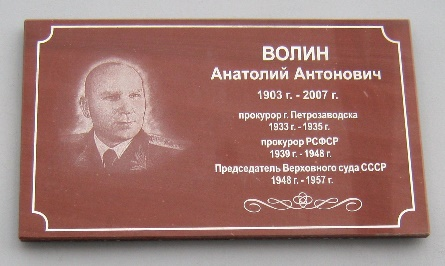 ВОЛИН
Анатолий Антонович
1903 г. - 2007 г.
прокурор г. Петрозаводска
1933 г. - 1935 г.
прокурор РСФСР
1939 г. - 1948 г.
Председатель Верховного суда СССР
1948 г. - 1957 г.